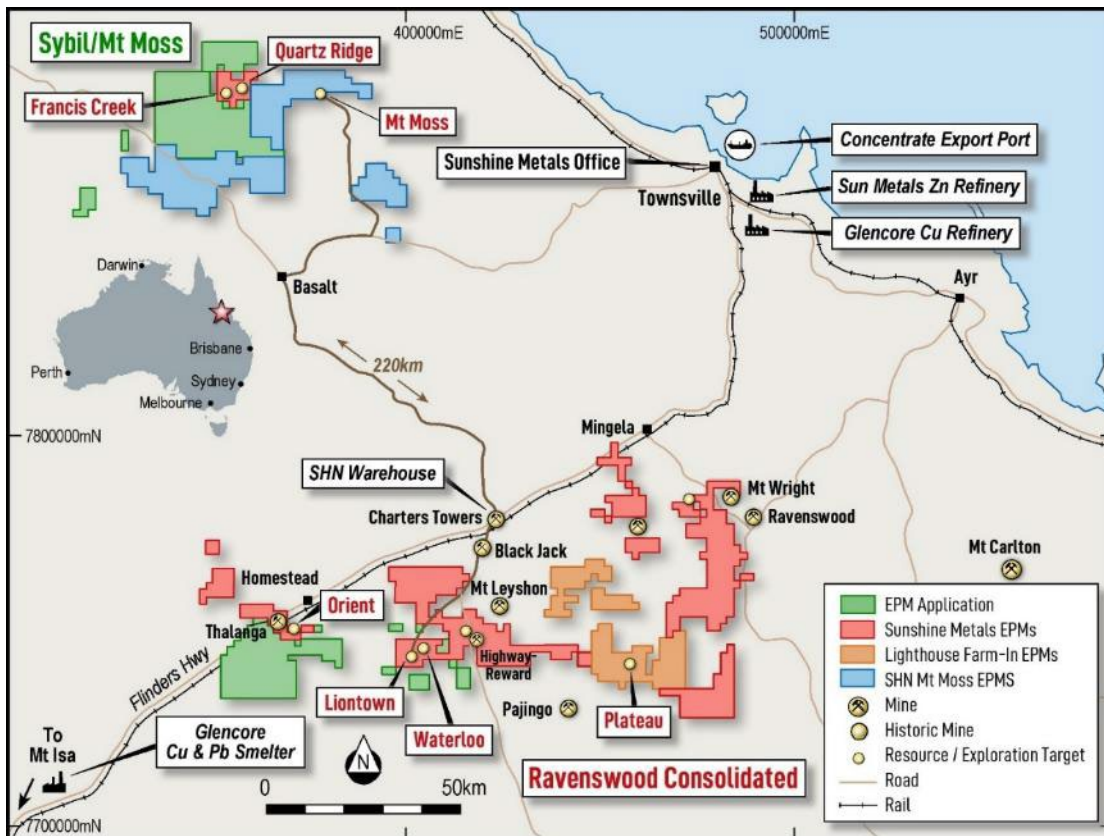 400000mE
500000mE
Sybil/Mt Moss
Quartz Ridge
Francis Creek
Mt Moss
Sunshine Metals Office
Concentrate Export Port
Townsville
Sun Metals Zn Refinery
Glencore Cu Refinery
Darwin
Basalt
Ayr
Brisbane
Perth
Sydney
Melbourne
220km
7800000mN
Mingela
SHN Warehouse
Charters Towers
Mt Wright
Ravenswood
Black Jack
Mt Carlton
Homestead
Mt Leyshon
Orient
Thalanga
Highway-
Reward
Flinders Hwy
Liontown
Waterloo
Pajingo
Plateau
To
Mt Isa
Glencore
Cu & Pb Smelter
N
0
50km
Ravenswood Consolidated
EPM Application
Sunshine Metals EPMs
Lighthouse Farm-In EPMs
SHN Mt Moss EPMS
Mine
Historic Mine
Resource / Exploration Target
Road
Rail
7700000mN